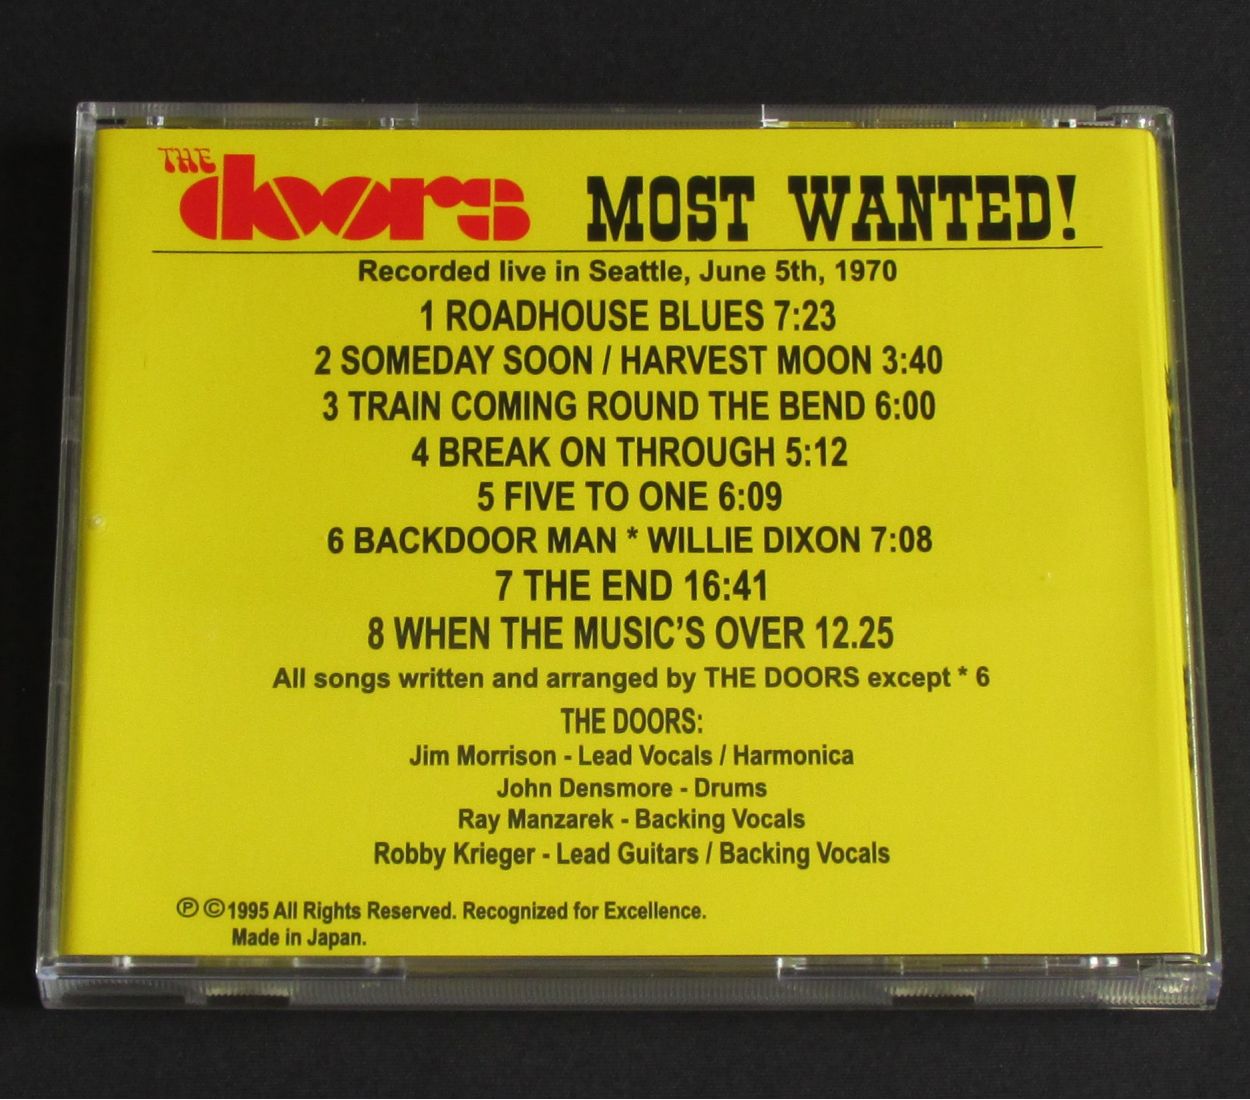 THE doors MOST WANTED!
Recorded live in Seattle, June 5th, 1970
1 ROADHOUSE BLUES 7:23
2 SOMEDAY SOON / HARVEST MOON 3:40
3 TRAIN COMING ROUND THE BEND 6:00
4 BREAK ON THROUGH 5:12
5 FIVE TO ONE 6:09
6 BACKDOOR MAN * WILLIE DIXON 7:08
7 THE END 16:41
8 WHEN THE MUSIC'S OVER 12.25
All songs written and arranged by THE DOORS except * 6
THE DOORS:
Jim Morrison - Lead Vocals / Harmonica
John Densmore - Drums
Ray Manzarek - Backing Vocals
Robby Krieger - Lead Guitars / Backing Vocals
℗ © 1995 All Rights Reserved. Recognized for Excellence.
Made in Japan.